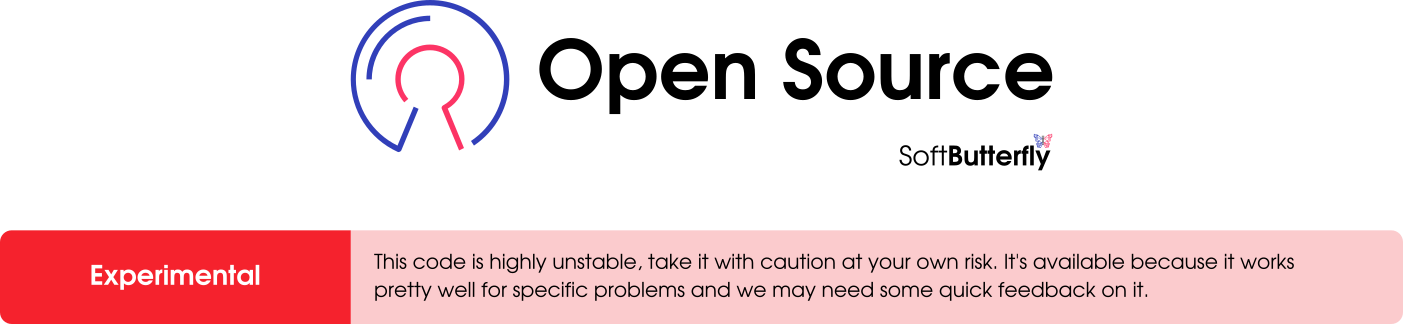 Open Source
SoftButterfly
Experimental
This code is highly unstable, take it with caution at your own risk. It's available because it works
pretty well for specific problems and we may need some quick feedback on it.